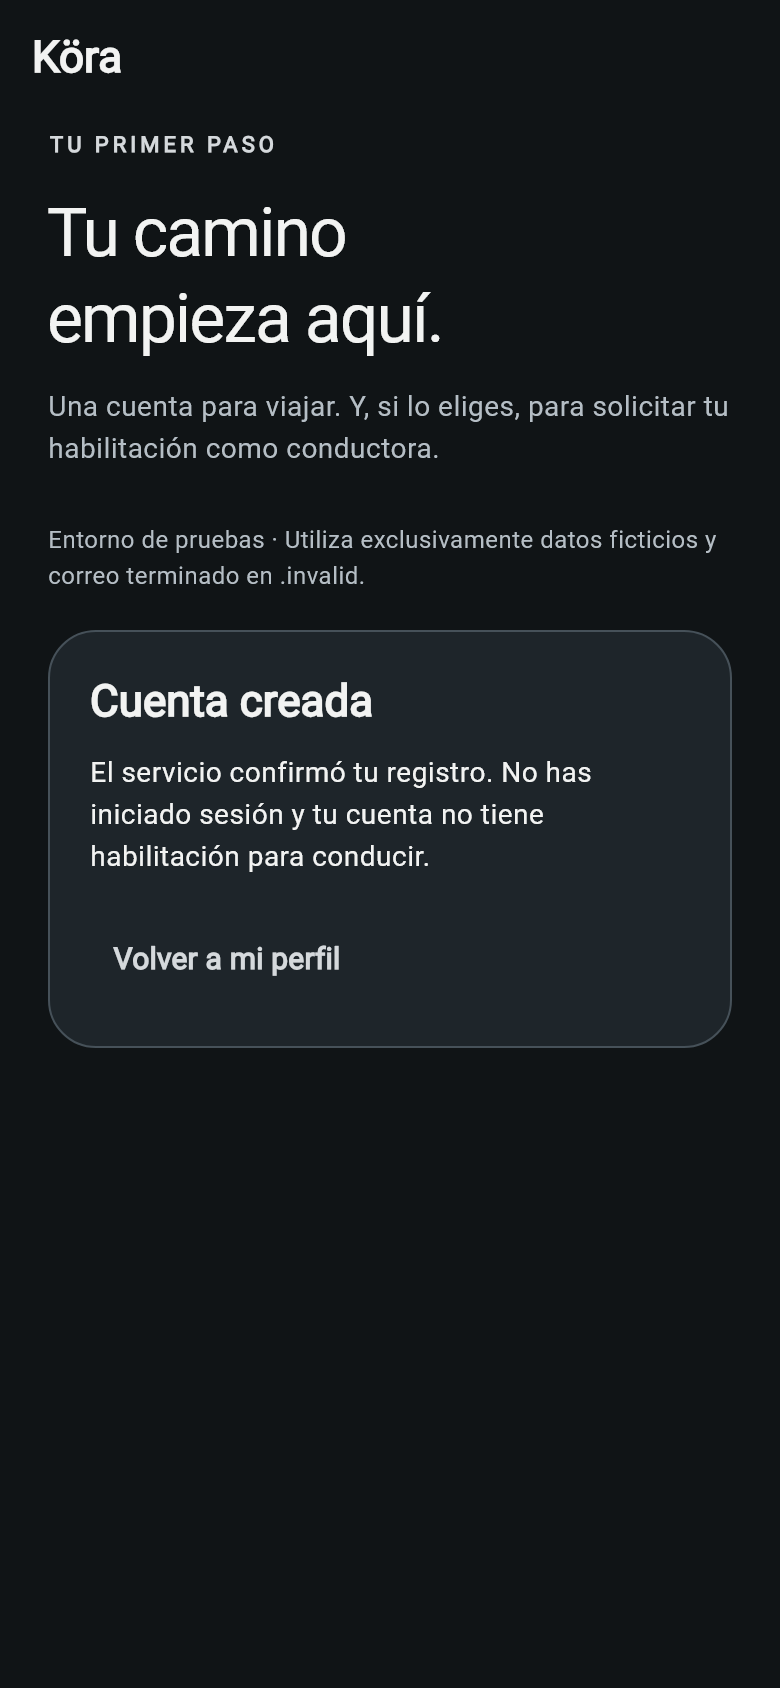 Köra
TU PRIMER PASO
Tu camino
empieza aquí.
Una cuenta para viajar. Y, si lo eliges, para solicitar tu
habilitación como conductora.
Entorno de pruebas · Utiliza exclusivamente datos ficticios y
correo terminado en .invalid.
Cuenta creada
El servicio confirmó tu registro. No has
iniciado sesión y tu cuenta no tiene
habilitación para conducir.
Volver a mi perfil